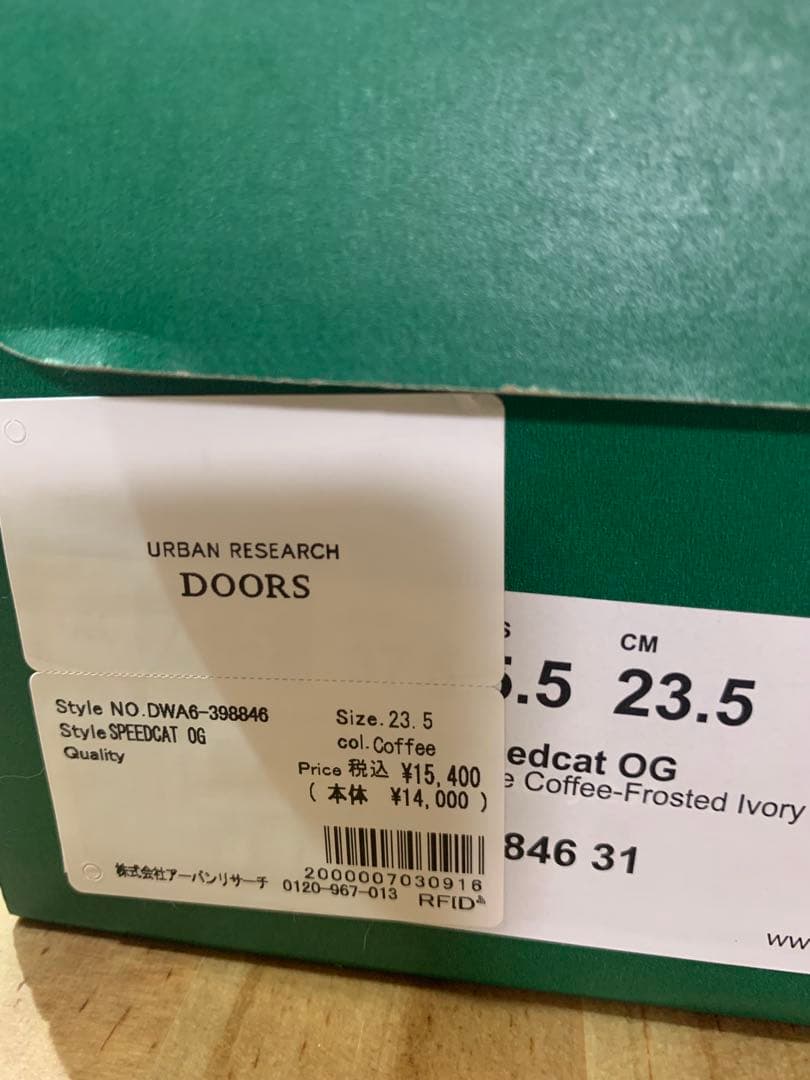 URBAN RESEARCH
DOORS
Style NO.DWA6-398846
Style SPEEDCAT OG
Quality
Size.23.5
col.Coffee
Price 税込 ¥15,400
( 本体 ¥14,000 )
2000007030916
株式会社アーバンリサーチ 0120-967-013 RFID
CM
.5 23.5
edcat OG
e Coffee-Frosted Ivory
846 31
ww